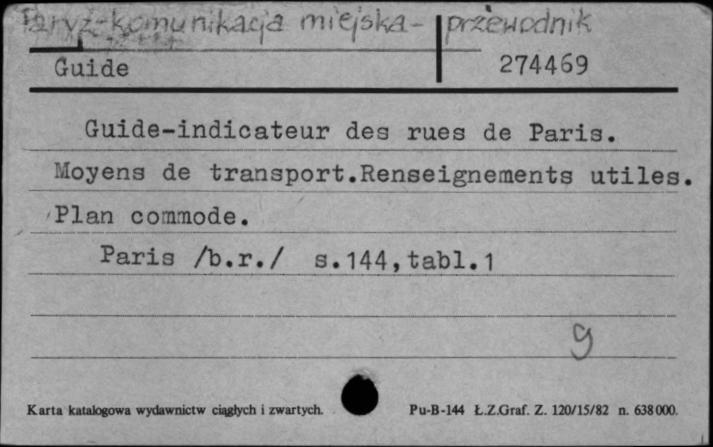 Paryż-komunikacja miejska- przewodnik
Guide 274469
Guide-indicateur des rues de Paris.
Moyens de transport.Renseignements utiles.
Plan commode.
Paris /b.r./ s.144,tabl.1
g
Karta katalogowa wydawnictw ciągłych i zwartych. Pu-B-144 Ł.Z.Graf. Z. 120/15/82 n. 638000.